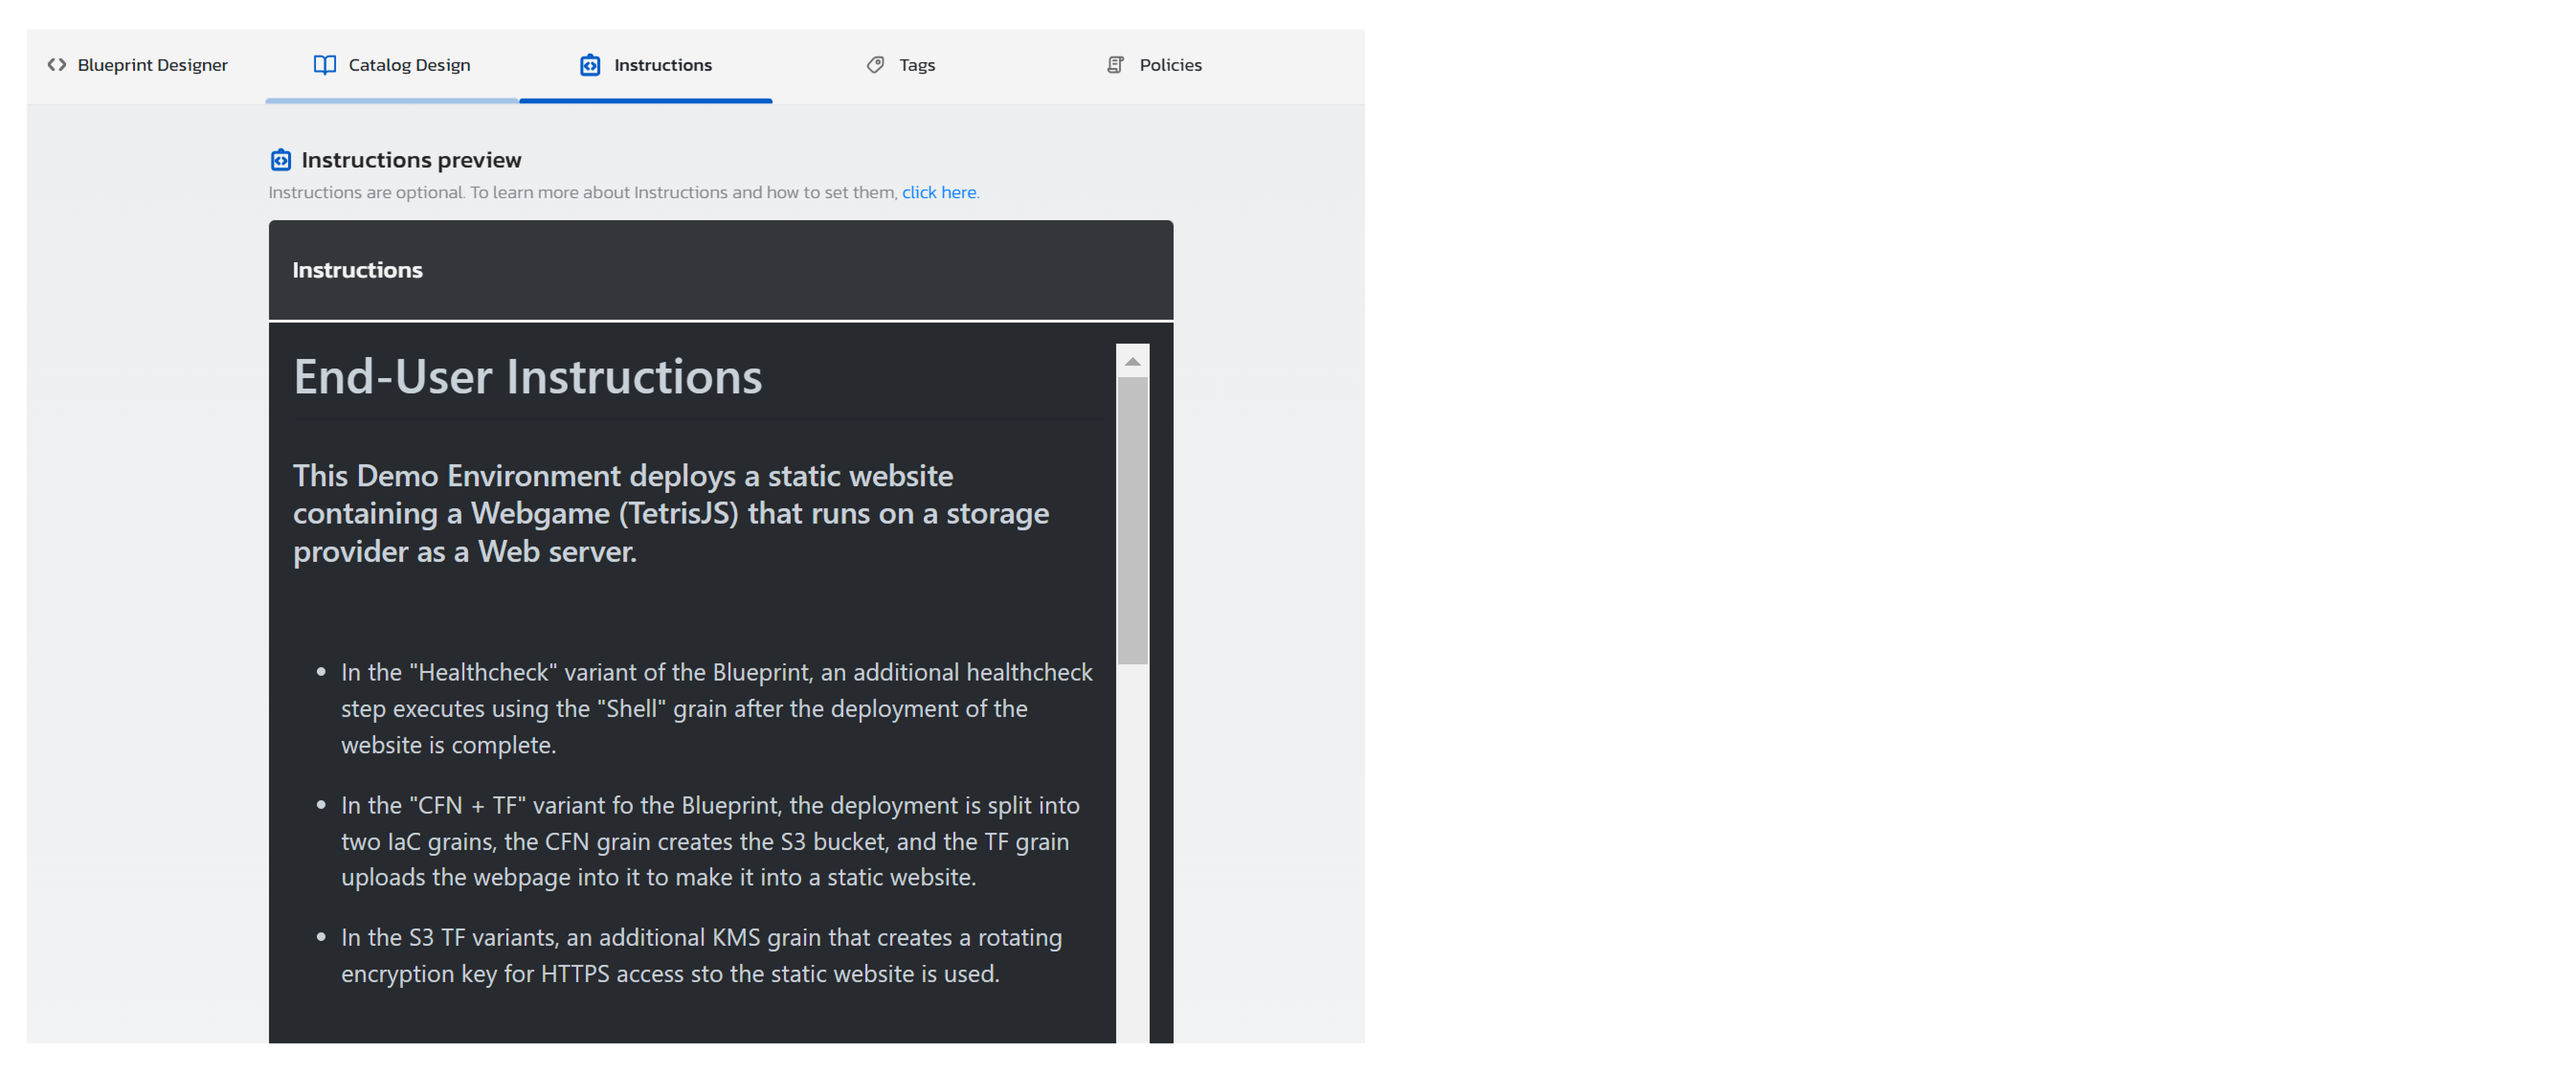 Blueprint Designer Catalog Design Instructions Tags Policies
Instructions preview
Instructions are optional. To learn more about Instructions and how to set them, click here.
Instructions
End-User Instructions
This Demo Environment deploys a static website
containing a Webgame (TetrisJS) that runs on a storage
provider as a Web server.
• In the "Healthcheck" variant of the Blueprint, an additional healthcheck
step executes using the "Shell" grain after the deployment of the
website is complete.
• In the "CFN + TF" variant fo the Blueprint, the deployment is split into
two IaC grains, the CFN grain creates the S3 bucket, and the TF grain
uploads the webpage into it to make it into a static website.
• In the S3 TF variants, an additional KMS grain that creates a rotating
encryption key for HTTPS access sto the static website is used.